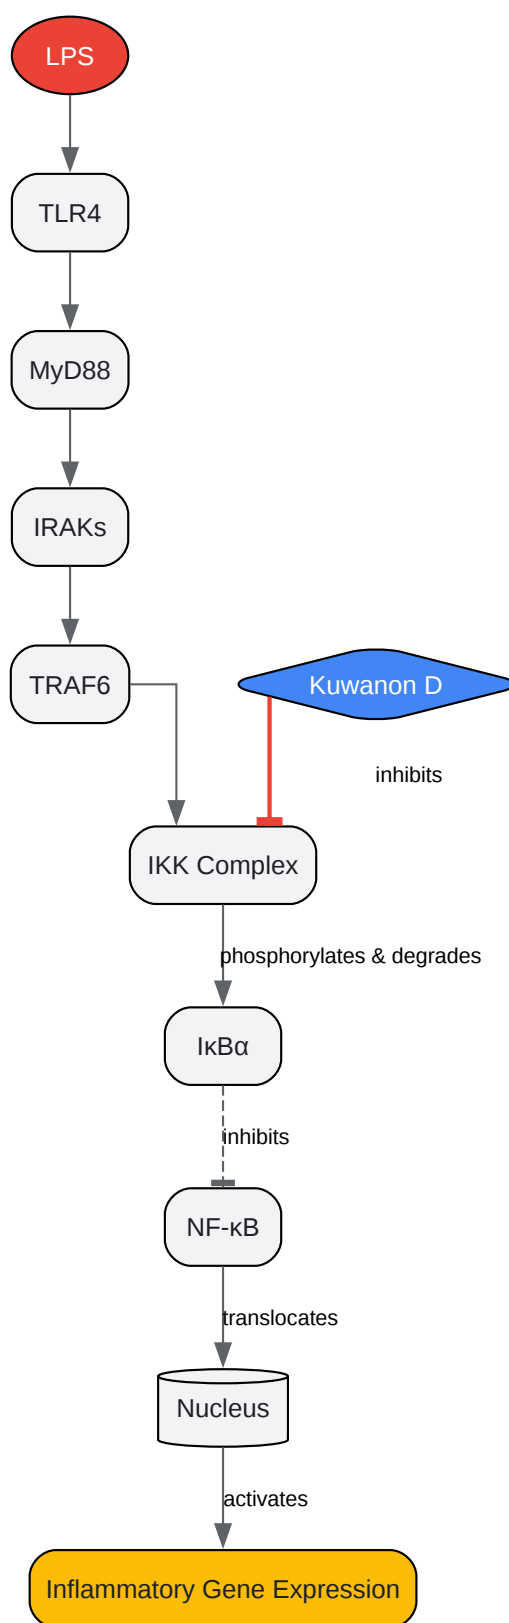 LPS
TLR4
MyD88
IRAKs
TRAF6
Kuwanon D
inhibits
IKK Complex
phosphorylates & degrades
IκBα
inhibits
NF-κB
translocates
Nucleus
activates
Inflammatory Gene Expression